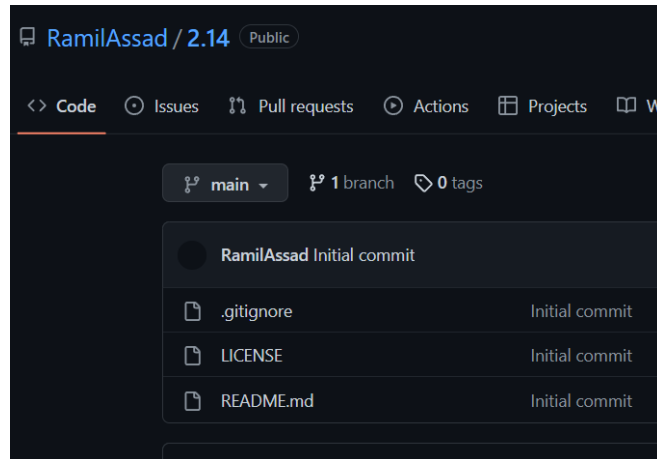 RamilAssad / 2.14 Public
Code Issues Pull requests Actions Projects W
main 1 branch 0 tags
RamilAssad Initial commit
.gitignore Initial commit
LICENSE Initial commit
README.md Initial commit